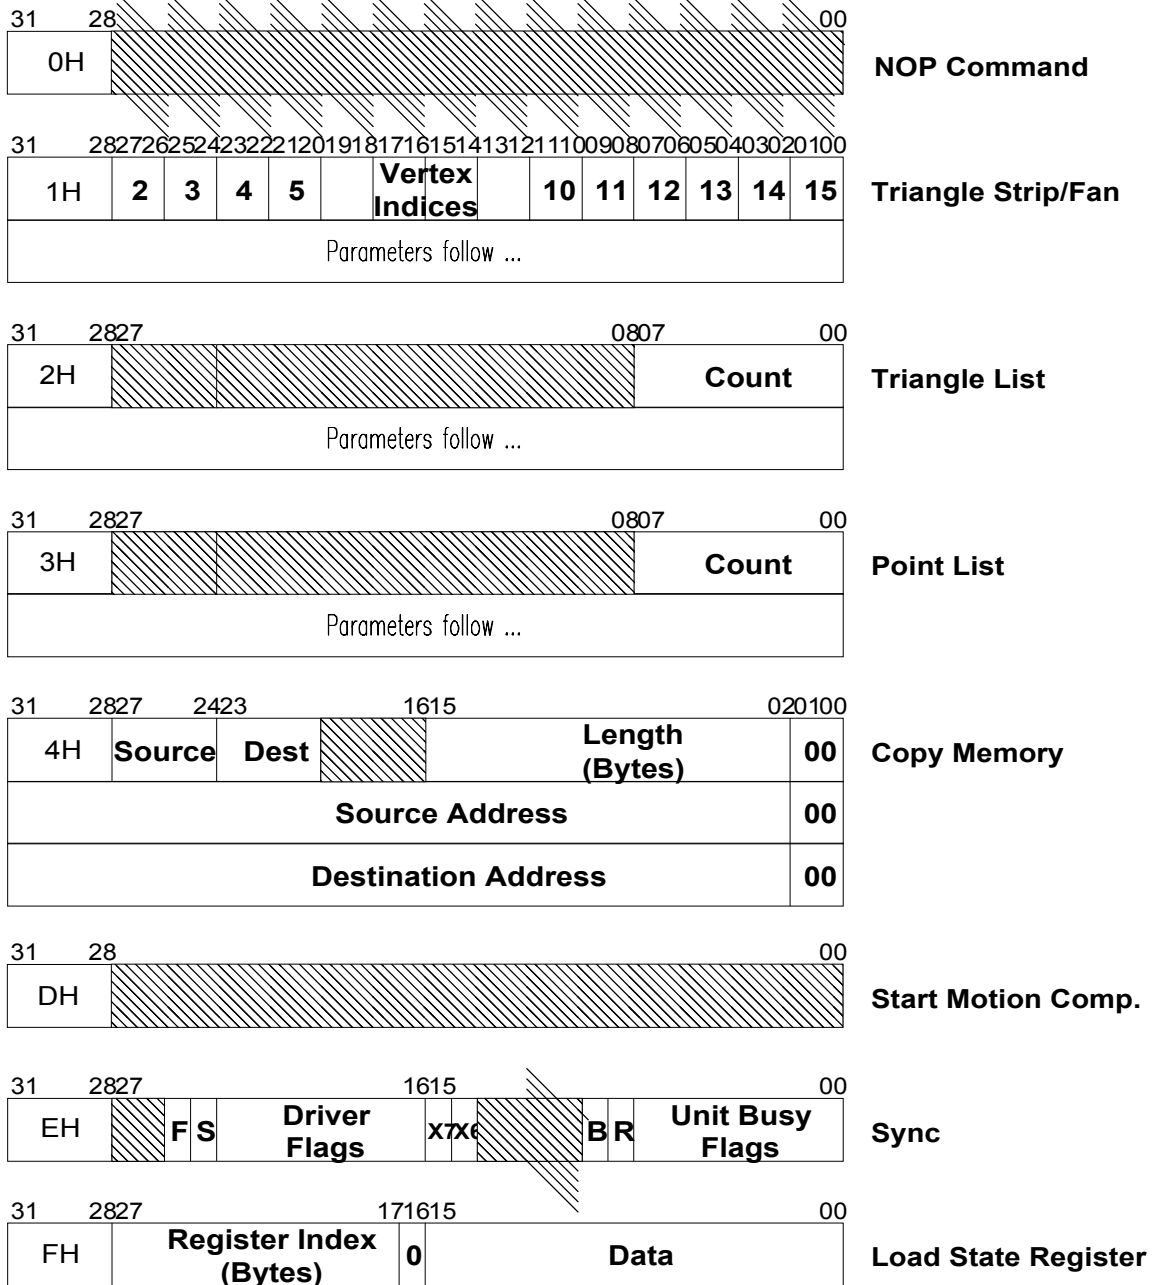 31 28 00
0H NOP Command
31 28272625242322212019181716151413121110090807060504030201 00
1H 2 3 4 5 Vertex Indices 10 11 12 13 14 15 Triangle Strip/Fan
Parameters follow ...
31 2827 0807 00
2H Count Triangle List
Parameters follow ...
31 2827 0807 00
3H Count Point List
Parameters follow ...
31 2827 2423 1615 020100
4H Source Dest Length (Bytes) 00 Copy Memory
Source Address 00
Destination Address 00
31 28 00
DH Start Motion Comp.
31 2827 1615 00
EH F S Driver Flags X7 X6 B R Unit Busy Flags Sync
31 2827 171615 00
FH Register Index (Bytes) 0 Data Load State Register